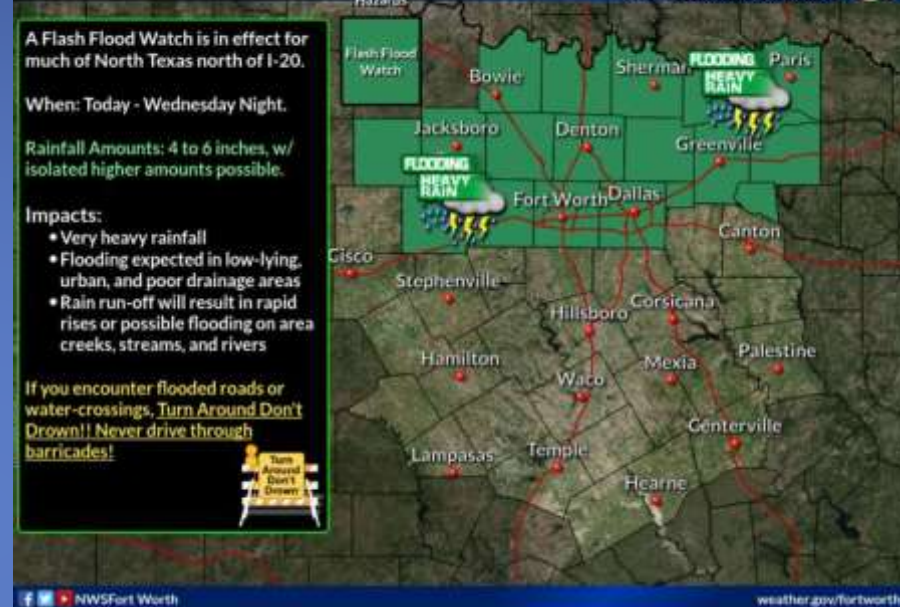 Hazards
A Flash Flood Watch is in effect for
much of North Texas north of I-20.
When: Today - Wednesday Night.
Rainfall Amounts: 4 to 6 inches, w/
isolated higher amounts possible.
Impacts:
• Very heavy rainfall
• Flooding expected in low-lying,
urban, and poor drainage areas
• Rain run-off will result in rapid
rises or possible flooding on area
creeks, streams, and rivers
If you encounter flooded roads or
water-crossings, Turn Around Don't
Drown!! Never drive through
barricades!
Turn
Around
Don't
Drown
Flash Flood
Watch
Bowie
Sherman
FLOODING
HEAVY
RAIN
Paris
Jacksboro
Denton
Greenville
FLOODING
HEAVY
RAIN
Fort Worth
Dallas
Canton
Cisco
Stephenville
Hillsboro
Corsicana
Hamilton
Mexia
Palestine
Waco
Centerville
Lampasas
Temple
Hearne
NWSFort Worth
weather.gov/fortworth